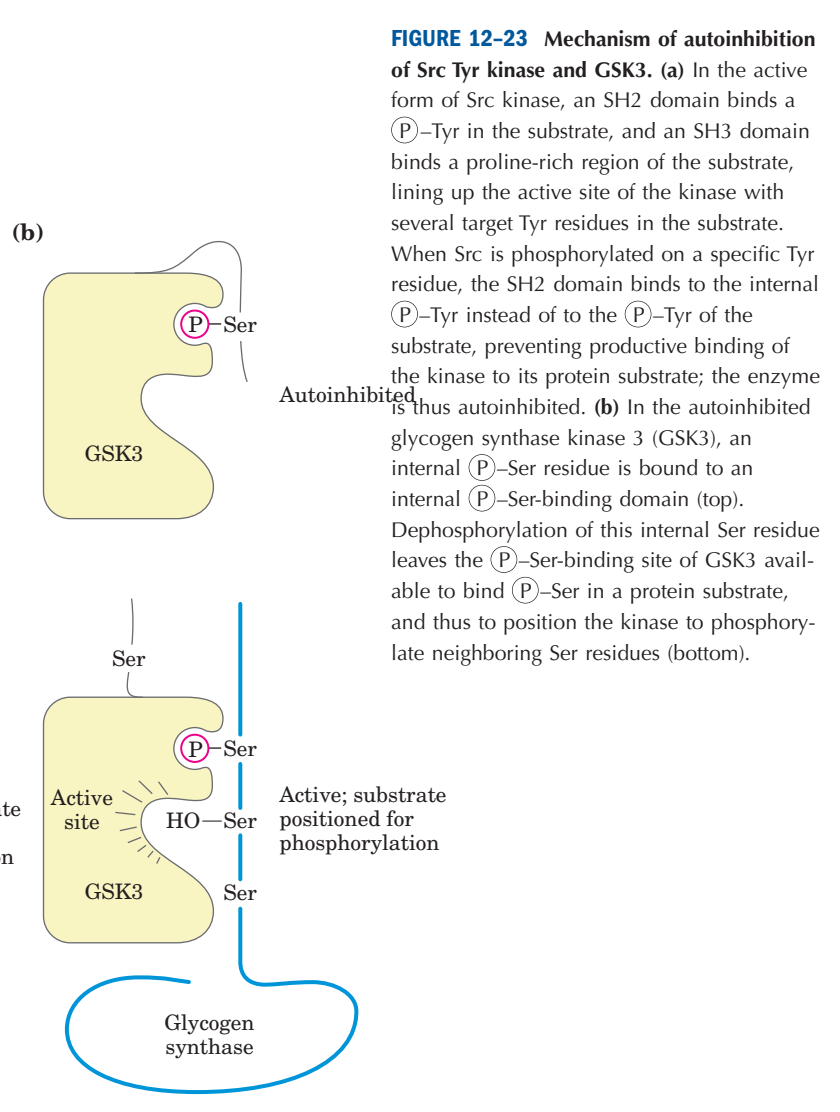 FIGURE 12–23 Mechanism of autoinhibition
of Src Tyr kinase and GSK3. (a) In the active
form of Src kinase, an SH2 domain binds a
Ⓟ–Tyr in the substrate, and an SH3 domain
binds a proline-rich region of the substrate,
lining up the active site of the kinase with
several target Tyr residues in the substrate.
When Src is phosphorylated on a specific Tyr
residue, the SH2 domain binds to the internal
Ⓟ–Tyr instead of to the Ⓟ–Tyr of the
substrate, preventing productive binding of
the kinase to its protein substrate; the enzyme
is thus autoinhibited. (b) In the autoinhibited
glycogen synthase kinase 3 (GSK3), an
internal Ⓟ–Ser residue is bound to an
internal Ⓟ–Ser-binding domain (top).
Dephosphorylation of this internal Ser residue
leaves the Ⓟ–Ser-binding site of GSK3 avail-
able to bind Ⓟ–Ser in a protein substrate,
and thus to position the kinase to phosphory-
late neighboring Ser residues (bottom).
(b)
Ⓟ–Ser
Autoinhibited
GSK3
Ser
Ⓟ–Ser
Active
site
HO—Ser
Active; substrate
positioned for
phosphorylation
GSK3
Ser
Glycogen
synthase